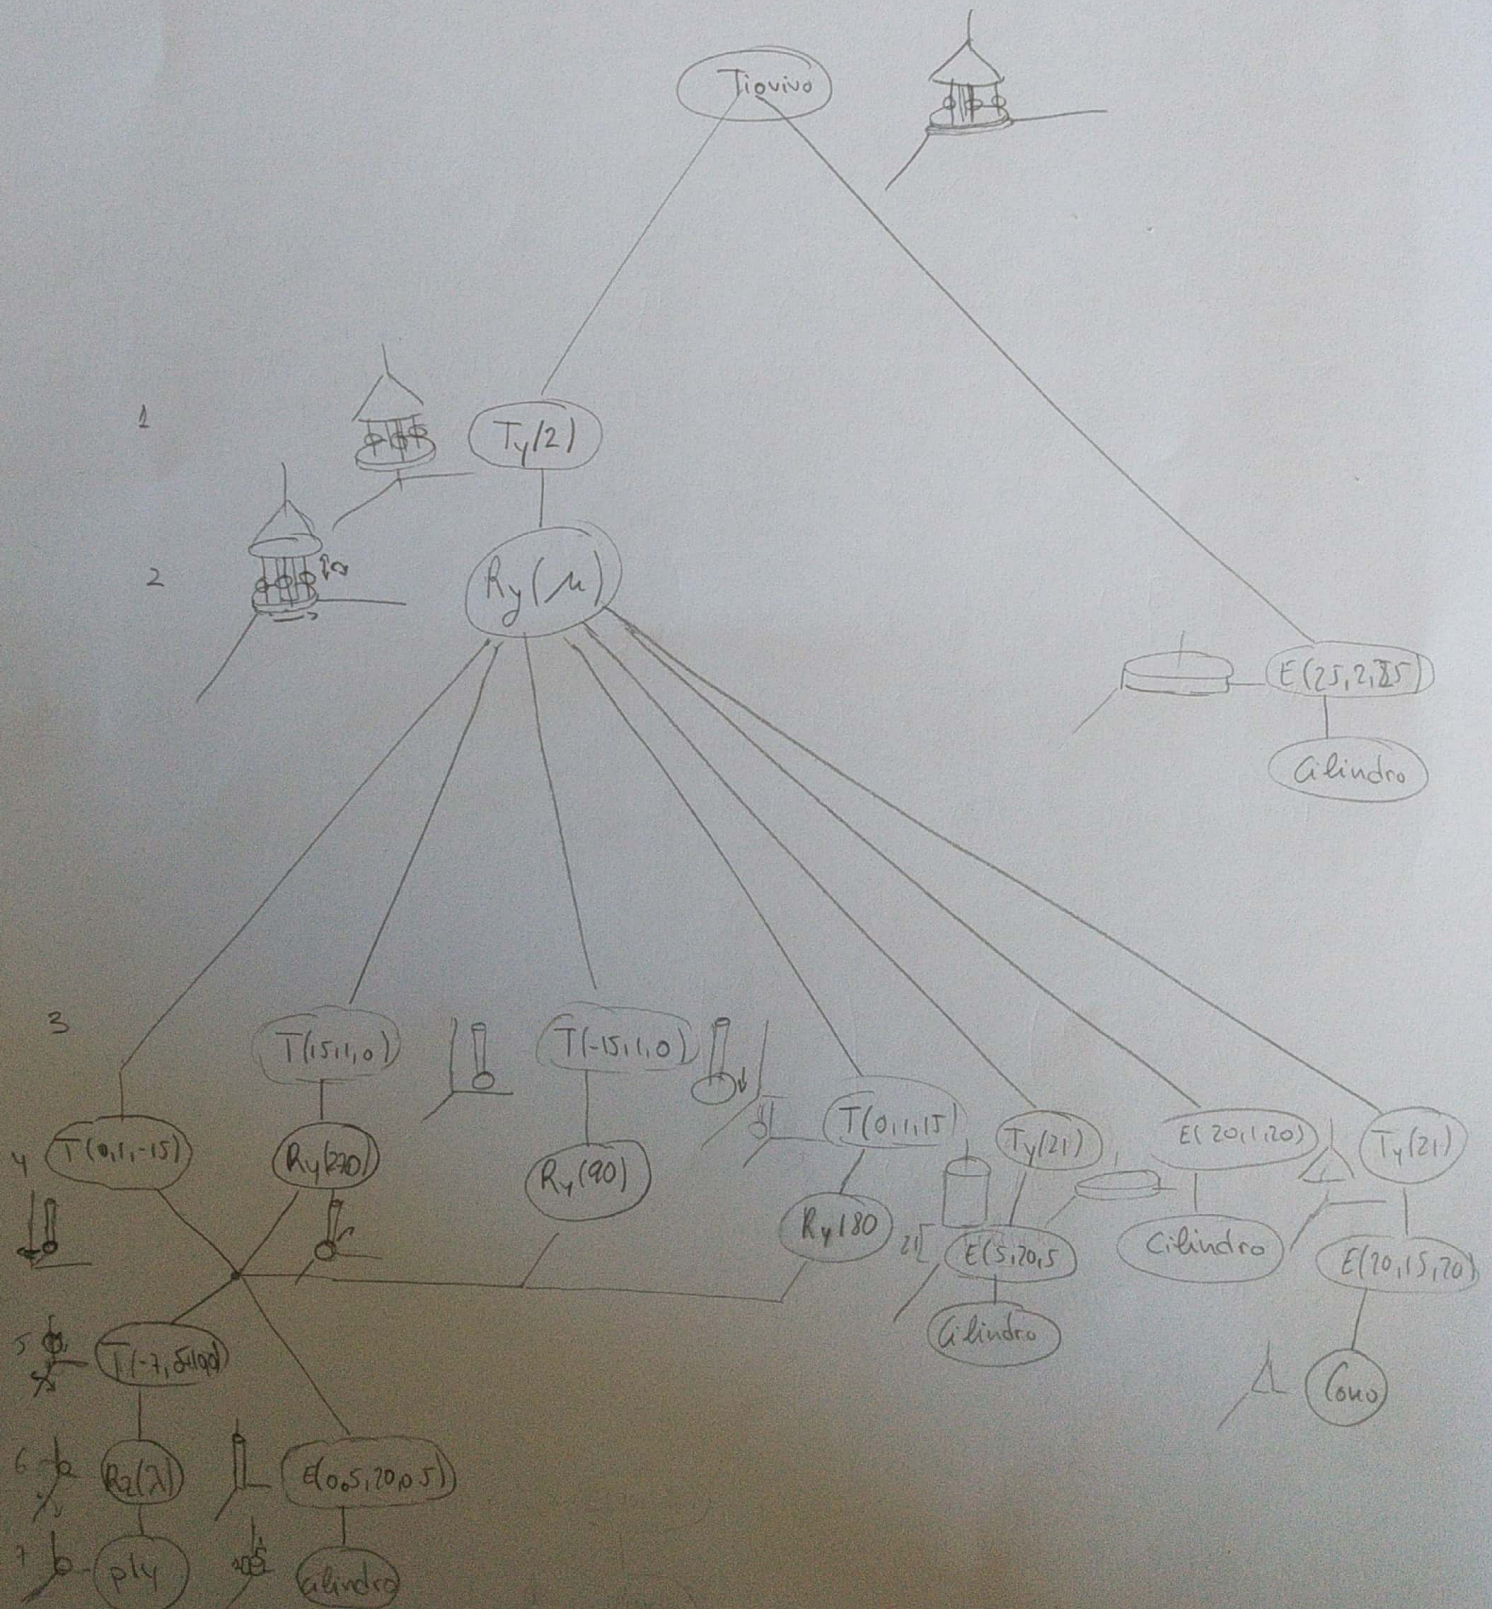 Tiovivo
1
Ty(2)
2
Ry(μ)
E(25,2,25)
Cilindro
3
T(15,1,0)
T(-15,1,0)
T(0,1,15)
Ty(21)
E(20,1,20)
Ty(21)
4
T(0,1,-15)
Ry(270)
Ry(90)
Ry180
21
E(5,20,5
Cilindro
E(20,15,20)
Cilindro
5
Cono
6
Rz(λ)
E(0,5,20,0,5)
7
ply
Cilindro